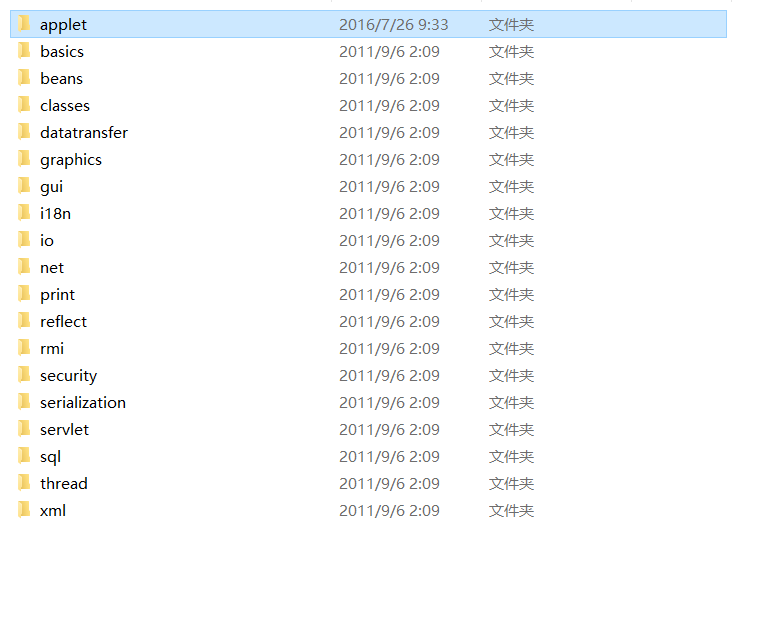 applet 2016/7/26 9:33 文件夹
basics 2011/9/6 2:09 文件夹
beans 2011/9/6 2:09 文件夹
classes 2011/9/6 2:09 文件夹
datatransfer 2011/9/6 2:09 文件夹
graphics 2011/9/6 2:09 文件夹
gui 2011/9/6 2:09 文件夹
i18n 2011/9/6 2:09 文件夹
io 2011/9/6 2:09 文件夹
net 2011/9/6 2:09 文件夹
print 2011/9/6 2:09 文件夹
reflect 2011/9/6 2:09 文件夹
rmi 2011/9/6 2:09 文件夹
security 2011/9/6 2:09 文件夹
serialization 2011/9/6 2:09 文件夹
servlet 2011/9/6 2:09 文件夹
sql 2011/9/6 2:09 文件夹
thread 2011/9/6 2:09 文件夹
xml 2011/9/6 2:09 文件夹